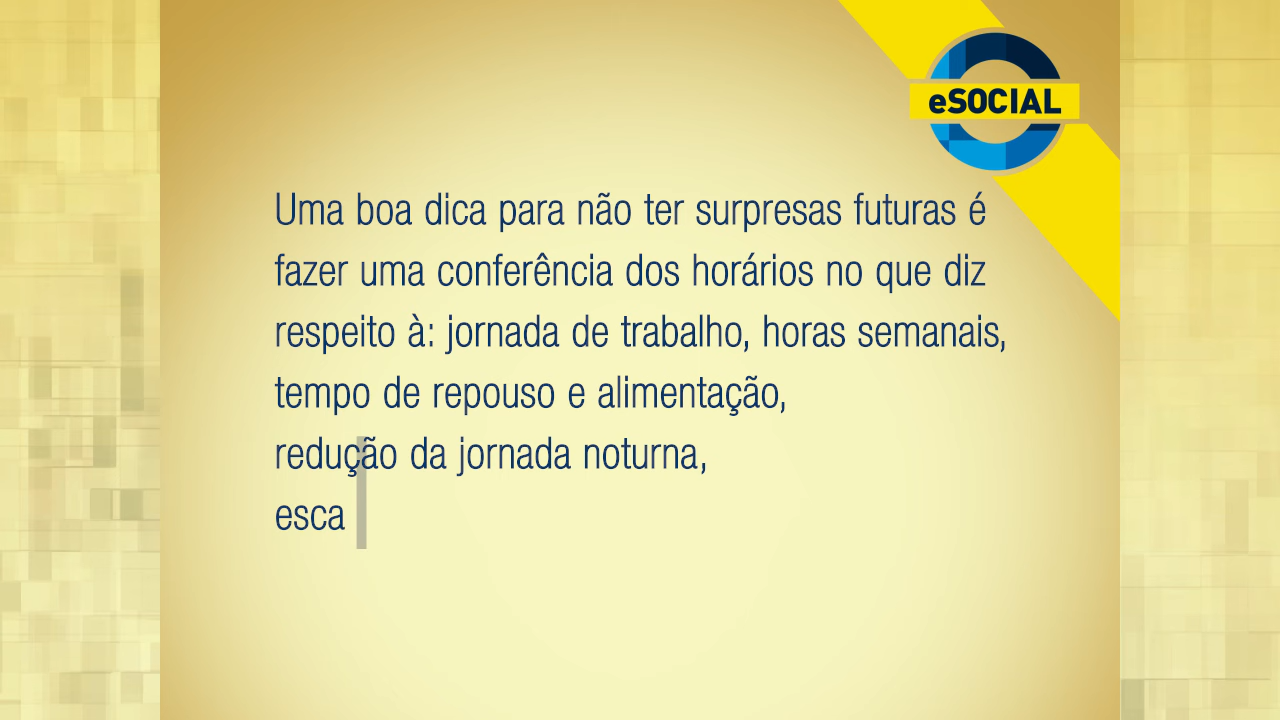 eSOCIAL
Uma boa dica para não ter surpresas futuras é
fazer uma conferência dos horários no que diz
respeito à: jornada de trabalho, horas semanais,
tempo de repouso e alimentação,
redução da jornada noturna,
esca